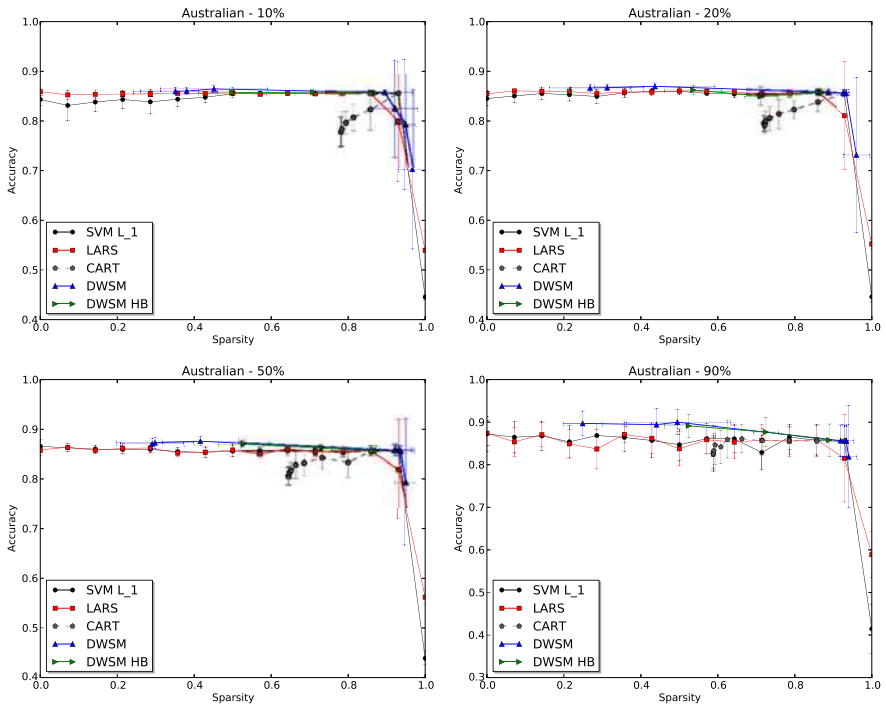 Australian - 10%
1.0
0.9
0.8
0.7
0.6
0.5
0.4
Accuracy
SVM L_1
LARS
CART
DWSM
DWSM HB
0.0 0.2 0.4 0.6 0.8 1.0
Sparsity
Australian - 20%
1.0
0.9
0.8
0.7
0.6
0.5
0.4
Accuracy
SVM L_1
LARS
CART
DWSM
DWSM HB
0.0 0.2 0.4 0.6 0.8 1.0
Sparsity
Australian - 50%
1.0
0.9
0.8
0.7
0.6
0.5
0.4
Accuracy
SVM L_1
LARS
CART
DWSM
DWSM HB
0.0 0.2 0.4 0.6 0.8 1.0
Sparsity
Australian - 90%
1.0
0.9
0.8
0.7
0.6
0.5
0.4
0.3
Accuracy
SVM L_1
LARS
CART
DWSM
DWSM HB
0.0 0.2 0.4 0.6 0.8 1.0
Sparsity